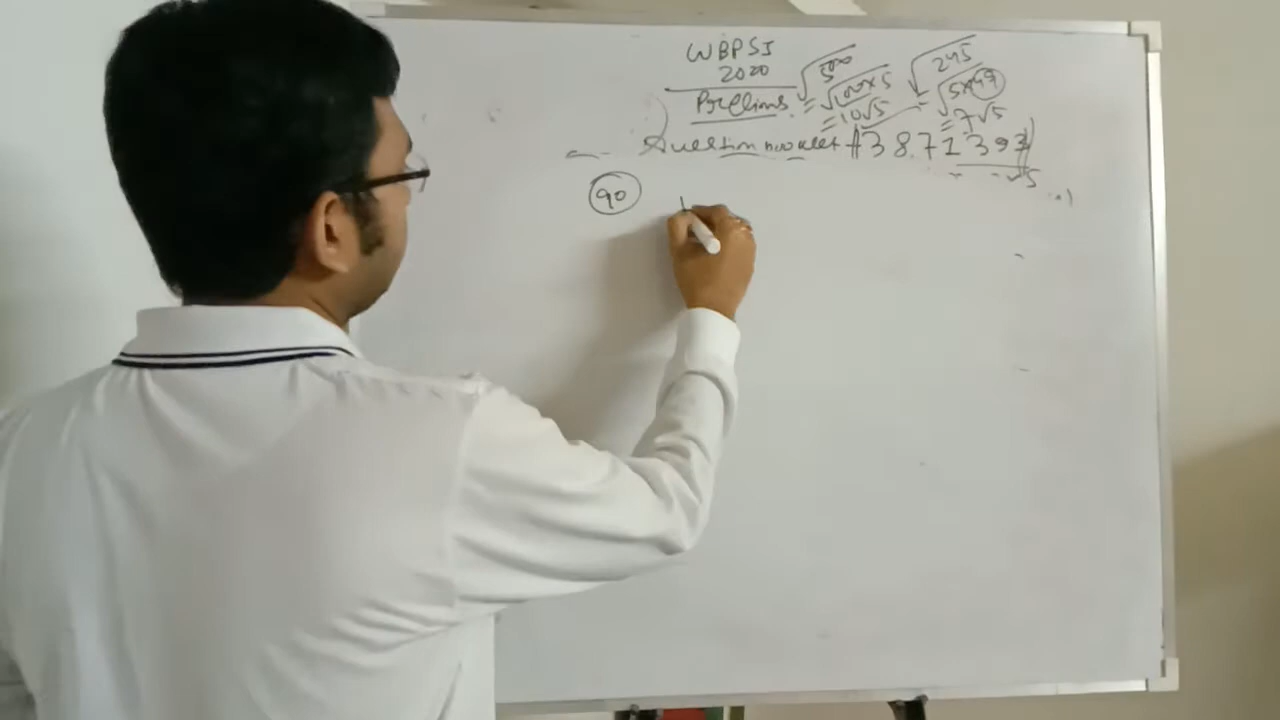 WBPSI
2020
Prelims.
√500
= √100×5
= 10√5
√245
= √5×49
= 7√5
Question booklet #3871393
90